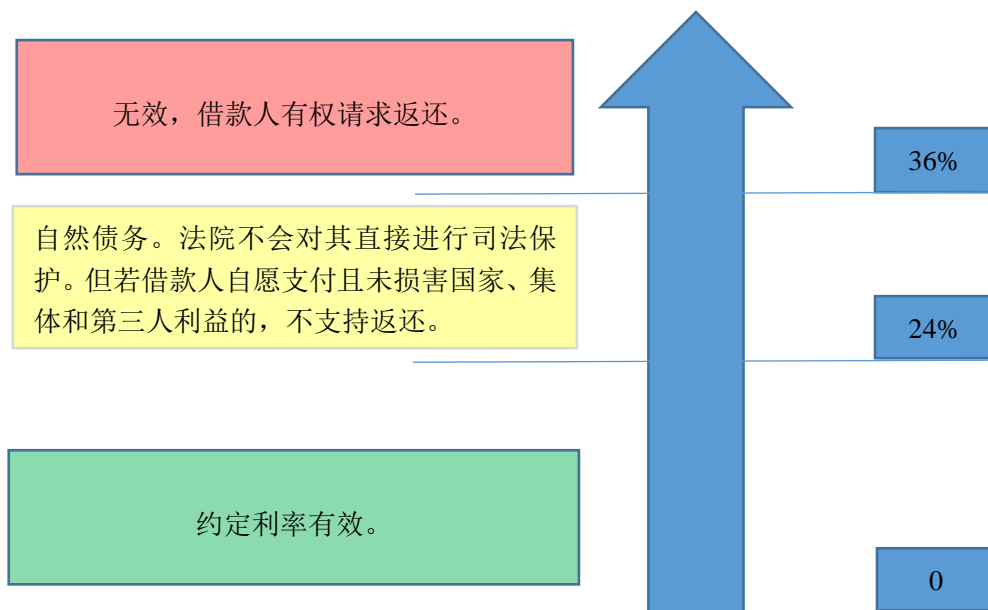 无效，借款人有权请求返还。
36%
自然债务。法院不会对其直接进行司法保
护。但若借款人自愿支付且未损害国家、集
体和第三人利益的，不支持返还。
24%
约定利率有效。
0